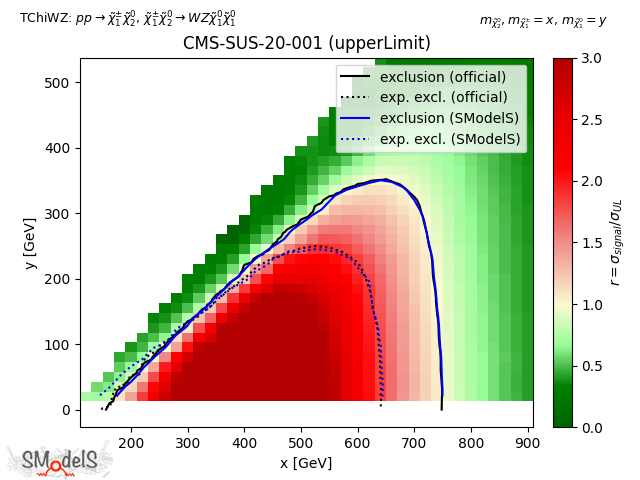 TChiWZ: pp → χ̃₁^± χ̃₂⁰, χ̃₁^± χ̃₂⁰ → WZχ̃₁⁰χ̃₁⁰
m_χ̃₂⁰, m_χ̃₁^± = x, m_χ̃₁⁰ = y
CMS-SUS-20-001 (upperLimit)
exclusion (official)
exp. excl. (official)
exclusion (SModelS)
exp. excl. (SModelS)
500
400
300
200
100
0
y [GeV]
200 300 400 500 600 700 800 900
x [GeV]
3.0
2.5
2.0
1.5
1.0
0.5
0.0
r = σ_signal/σ_UL
SModelS